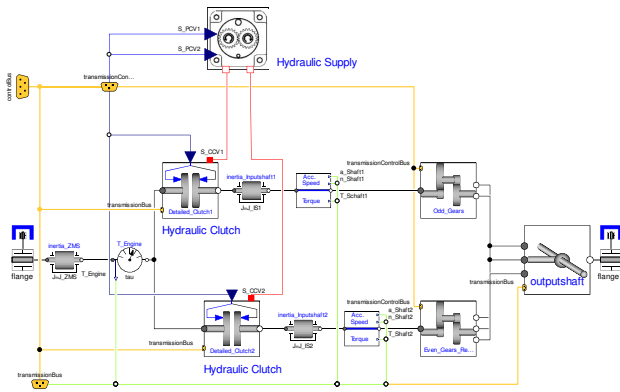 S_PCV1
S_PCV2
Hydraulic Supply
controlBus
transmissionCon...
S_CCV1
transmissionControlBus
inertia_Inputshaft1
J=J_IS1
Acc.
Speed
Torque
a_Shaft1
n_Shaft1
T_Schaft1
Odd_Gears
Detailed_Clutch1
transmissionBus
Hydraulic Clutch
inertia_ZMS
J=J_ZMS
T_Engine
T_Engine
tau
flange
flange
outputshaft
transmissionBus
S_CCV2
transmissionControlBus
inertia_Inputshaft2
J=J_IS2
Acc.
Speed
Torque
a_Shaft2
n_Shaft2
T_Shaft2
Even_Gears_Re...
Detailed_Clutch2
transmissionBus
Hydraulic Clutch
transmissionBus